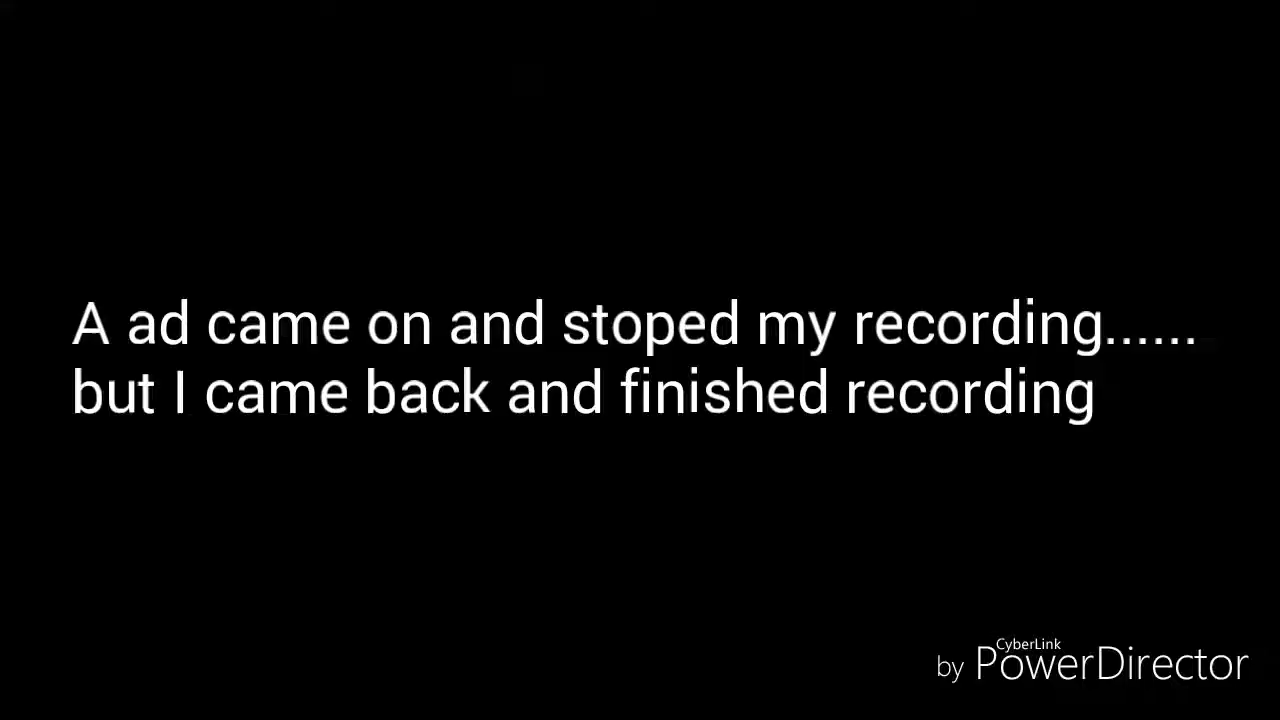 A ad came on and stoped my recording......
but I came back and finished recording
CyberLink
by PowerDirector